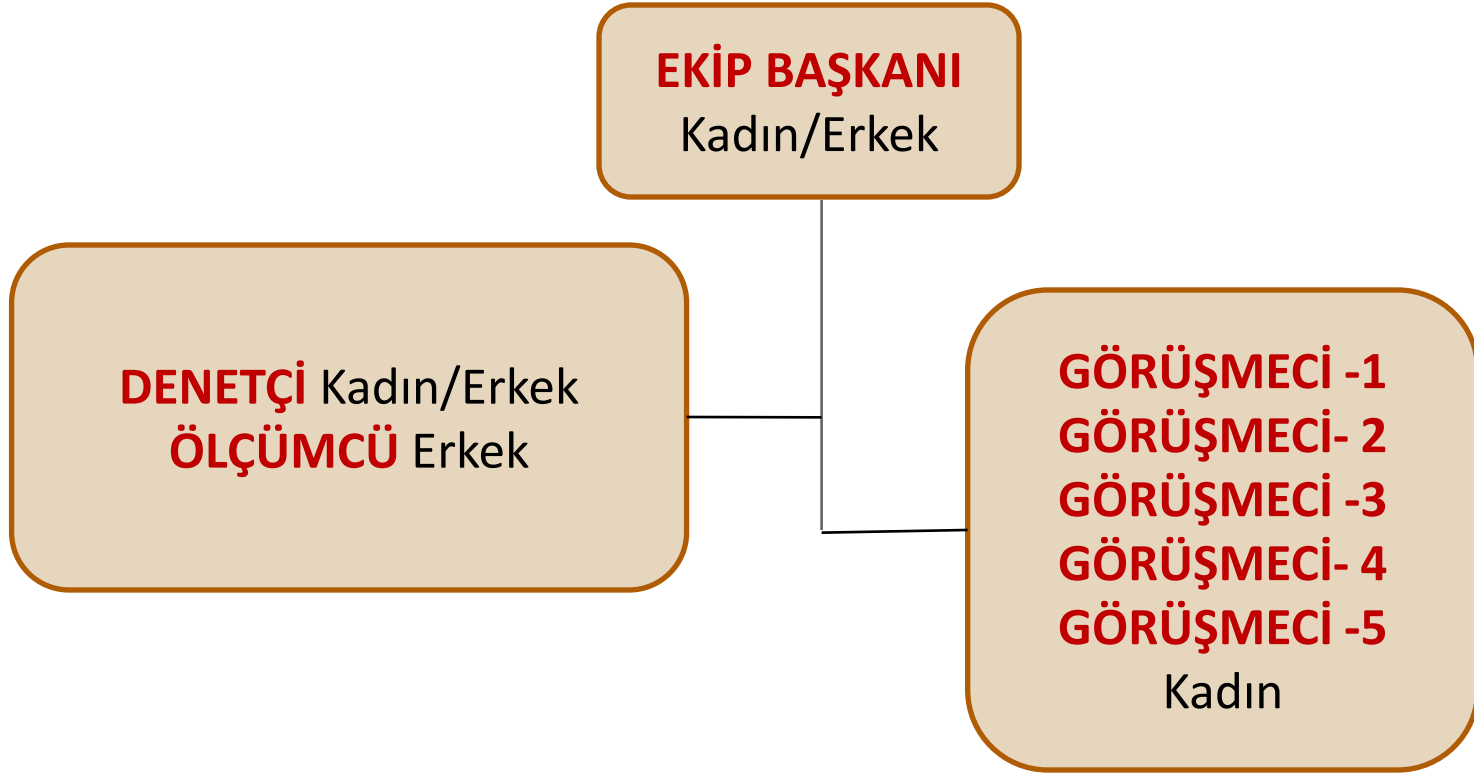 EKİP BAŞKANI
Kadın/Erkek
DENETÇİ Kadın/Erkek
ÖLÇÜMCÜ Erkek
GÖRÜŞMECİ -1
GÖRÜŞMECİ- 2
GÖRÜŞMECİ -3
GÖRÜŞMECİ- 4
GÖRÜŞMECİ -5
Kadın